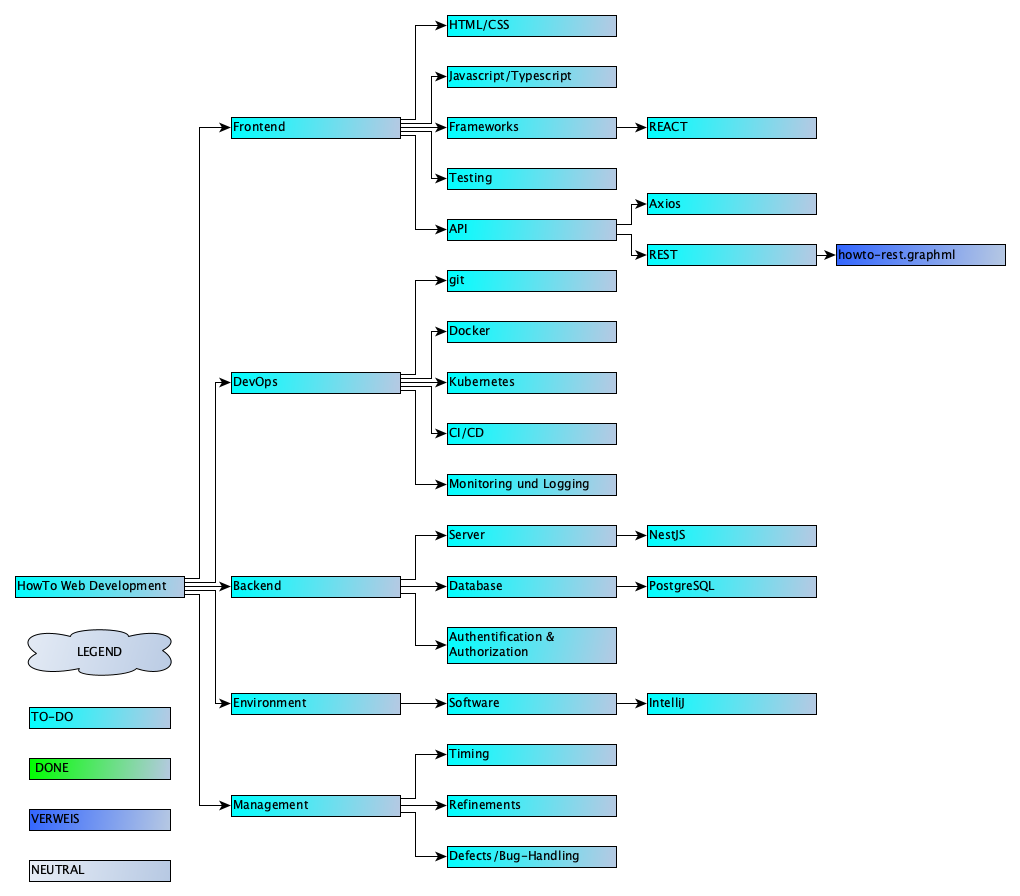 HTML/CSS
Javascript/Typescript
Frontend
Frameworks
REACT
Testing
Axios
API
REST
howto-rest.graphml
git
Docker
DevOps
Kubernetes
CI/CD
Monitoring und Logging
Server
NestJS
HowTo Web Development
Backend
Database
PostgreSQL
Authentification &
Authorization
LEGEND
Environment
Software
IntelliJ
TO-DO
Timing
DONE
Management
Refinements
VERWEIS
Defects/Bug-Handling
NEUTRAL